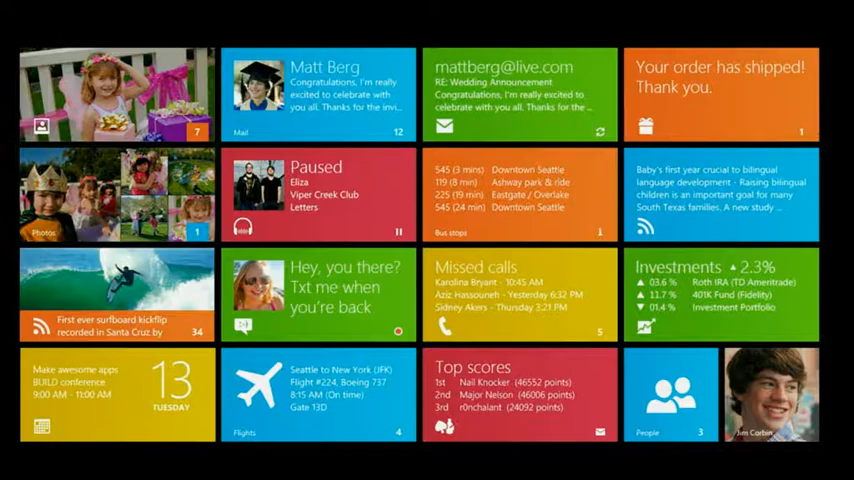 7
Matt Berg
Congratulations, I'm really
excited to celebrate with
you all. Thanks for the invi...
Mail
12
mattberg@live.com
RE: Wedding Announcement
Congratulations, I'm really
excited to celebrate with
you all. Thanks for the ...
Your order has shipped!
Thank you.
1
Photos
1
Paused
Eliza
Viper Creek Club
Letters
545 (3 mins) Downtown Seattle
119 (8 min) Ashway park & ride
225 (19 min) Eastgate / Overlake
545 (24 min) Downtown Seattle
Bus stops
1
Baby's first year crucial to bilingual
language development · Raising bilingual
children is an important goal for many
South Texas families. A new study ...
First ever surfboard kickflip
recorded in Santa Cruz by
34
Hey, you there?
Txt me when
you're back
Missed calls
Karolina Bryant · 10:45 AM
Aziz Hassouneh - Yesterday 6:32 PM
Sidney Akers - Thursday 3:21 PM
5
Investments ▲ 2.3%
▲ 03.6 % Roth IRA (TD Ameritrade)
▲ 11.7 % 401K Fund (Fidelity)
▼ 01.4 % Investment Portfolio
Make awesome apps
BUILD conference
9:00 AM - 11:00 AM
13
TUESDAY
Seattle to New York (JFK)
Flight #224, Boeing 737
8:15 AM (On time)
Gate 13D
Flights
4
Top scores
1st Nail Knocker (46552 points)
2nd Major Nelson (46006 points)
3rd r0nchalant (24092 points)
People
3
Jim Corbin